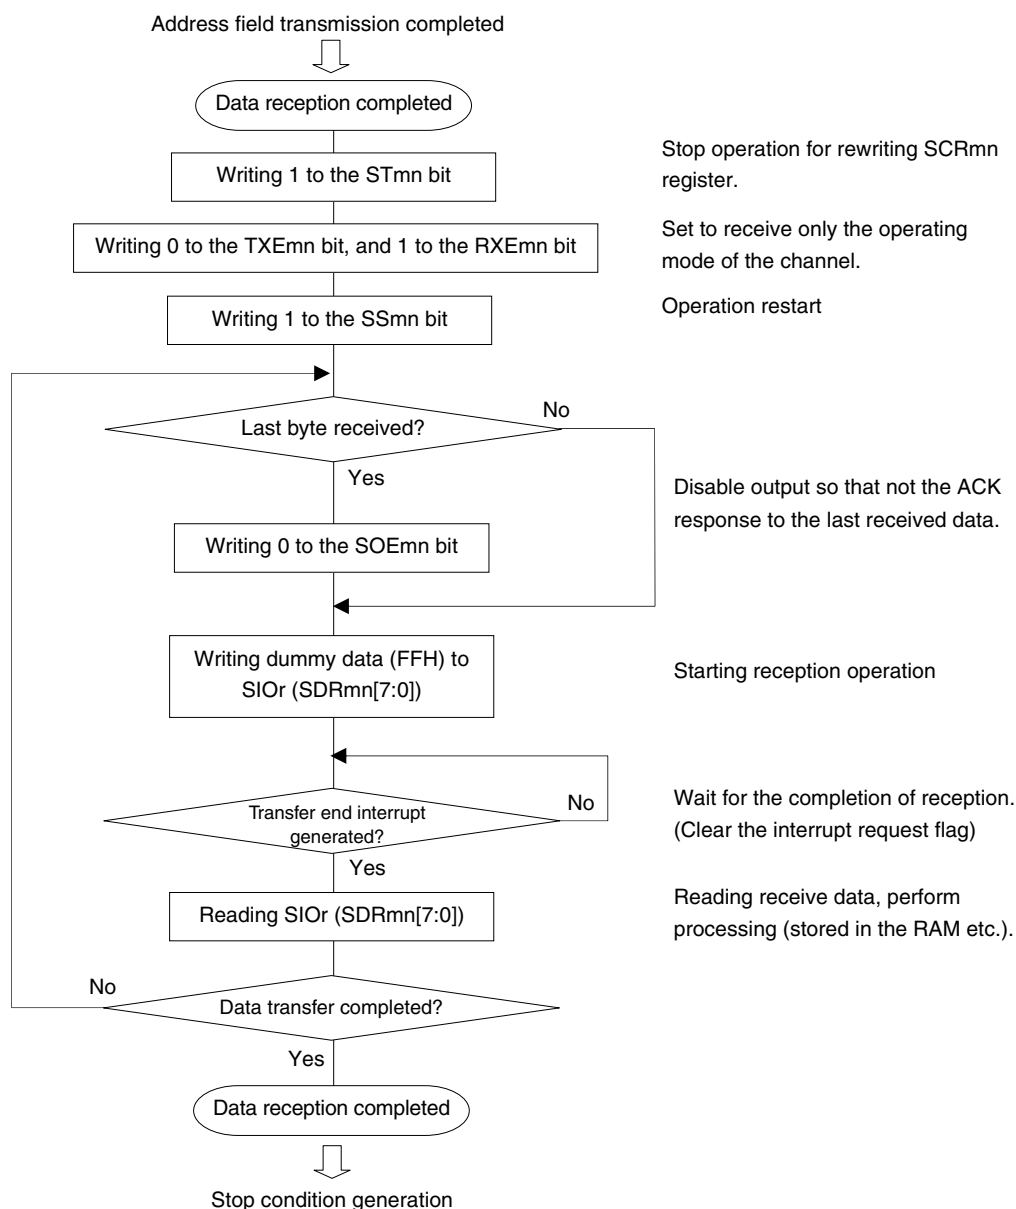 Address field transmission completed
Data reception completed
Writing 1 to the STmn bit
Stop operation for rewriting SCRmn
register.
Writing 0 to the TXEmn bit, and 1 to the RXEmn bit
Set to receive only the operating
mode of the channel.
Writing 1 to the SSmn bit
Operation restart
Last byte received?
No
Yes
Disable output so that not the ACK
response to the last received data.
Writing 0 to the SOEmn bit
Writing dummy data (FFH) to
SIOr (SDRmn[7:0])
Starting reception operation
Transfer end interrupt
generated?
No
Wait for the completion of reception.
(Clear the interrupt request flag)
Yes
Reading SIOr (SDRmn[7:0])
Reading receive data, perform
processing (stored in the RAM etc.).
No
Data transfer completed?
Yes
Data reception completed
Stop condition generation